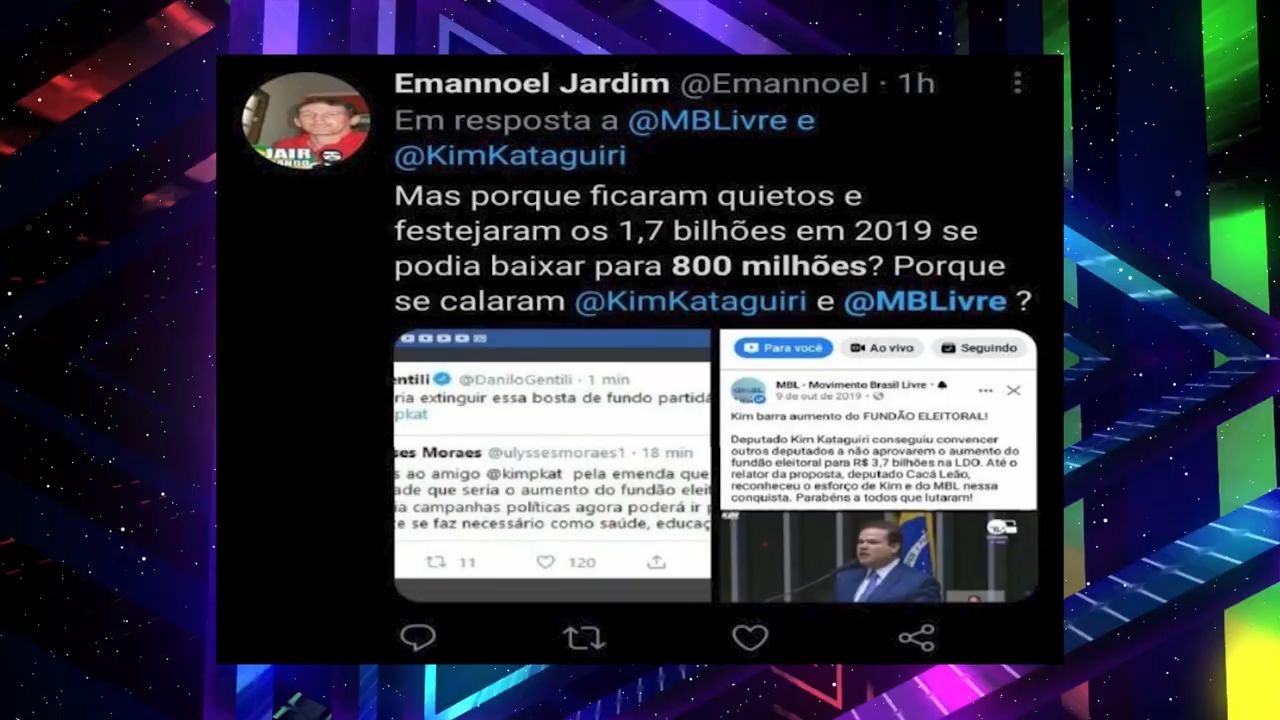 Emannoel Jardim @Emannoel · 1h
Em resposta a @MBLivre e
@KimKataguiri
Mas porque ficaram quietos e
festejaram os 1,7 bilhões em 2019 se
podia baixar para 800 milhões? Porque
se calaram @KimKataguiri e @MBLivre ?
entili @DaniloGentili · 1 min
ria extinguir essa bosta de fundo partidá
pkat
ses Moraes @ulyssesmoraes1 · 18 min
s ao amigo @kimpkat pela emenda que
ade que seria o aumento do fundão eleit
ia campanhas políticas agora poderá ir p
e se faz necessário como saúde, educaç
11 120
Para você Ao vivo Seguindo
MBL - Movimento Brasil Livre ·
9 de out de 2019 ·
Kim barra aumento do FUNDÃO ELEITORAL!
Deputado Kim Kataguiri conseguiu convencer
outros deputados a não aprovarem o aumento do
fundão eleitoral para R$ 3,7 bilhões na LDO. Até o
relator da proposta, deputado Cacá Leão,
reconheceu o esforço de Kim e do MBL nessa
conquista. Parabéns a todos que lutaram!
JAIR